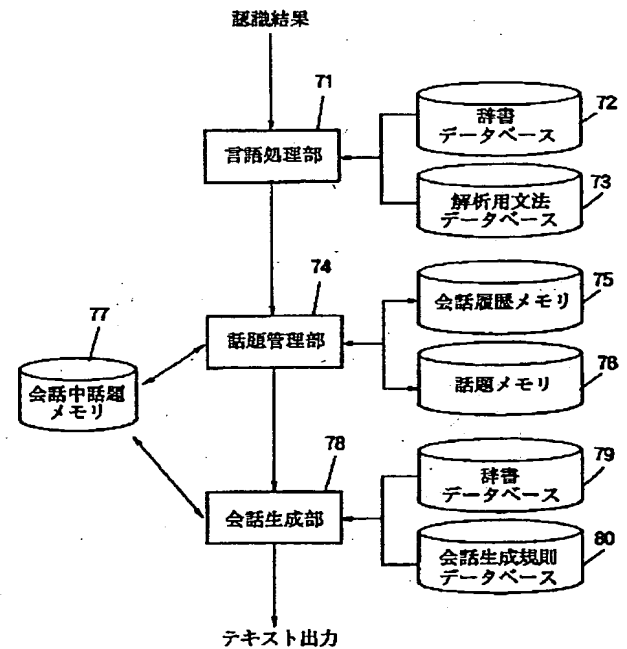 認識結果
71
言語処理部
72
辞書
データベース
73
解析用文法
データベース
74
話題管理部
75
会話履歴メモリ
78
話題メモリ
77
会話中話題
メモリ
78
会話生成部
79
辞書
データベース
80
会話生成規則
データベース
テキスト出力